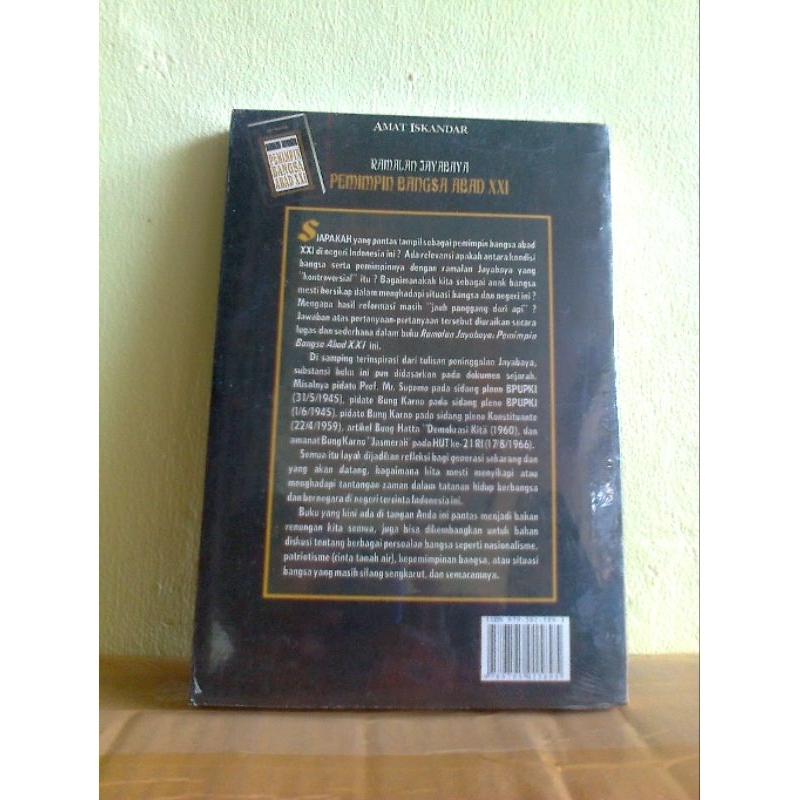 AMAT ISKANDAR
RAMALAN JAYABAYA
PEMIMPIN BANGSA ABAD XXI
PEMIMPIN
BANGSA
ABAD XXI
SIAPAKAH yang pantas tampil sebagai pemimpin bangsa abad
XXI di negeri Indonesia ini ? Ada relevansi apakah antara kondisi
bangsa serta pemimpinnya dengan ramalan Jayabaya yang
"kontroversial" itu ? Bagaimanakah kita sebagai anak bangsa
mesti bersikap dalam menghadapi situasi bangsa dan negeri ini ?
Mengapa hasil reformasi masih "jauh panggang dari api" ?
Jawaban atas pertanyaan-pertanyaan tersebut diuraikan secara
lugas dan sederhana dalam buku Ramalan Jayabaya: Pemimpin
Bangsa Abad XXI ini.
Di samping terinspirasi dari tulisan peninggalan Jayabaya,
substansi buku ini pun didasarkan pada dokumen sejarah.
Misalnya pidato Prof. Mr. Supomo pada sidang pleno BPUPKI
(31/5/1945), pidato Bung Karno pada sidang pleno BPUPKI
(1/6/1945), pidato Bung Karno pada sidang pleno Konstituante
(22/4/1959), artikel Bung Hatta "Demokrasi Kita (1960), dan
amanat Bung Karno "Jasmerah" pada HUT ke-21 RI (17/8/1966).
Semua itu layak dijadikan refleksi bagi generasi sekarang dan
yang akan datang, bagaimana kita mesti menyikapi atau
menghadapi tantangan zaman dalam tatanan hidup berbangsa
dan bernegara di negeri tercinta Indonesia ini.
Buku yang kini ada di tangan Anda ini pantas menjadi bahan
renungan kita semua, juga bisa dikembangkan untuk bahan
diskusi tentang berbagai persoalan bangsa seperti nasionalisme,
patriotisme (cinta tanah air), kepemimpinan bangsa, atau situasi
bangsa yang masih silang sengkarut, dan semacamnya.
ISBN